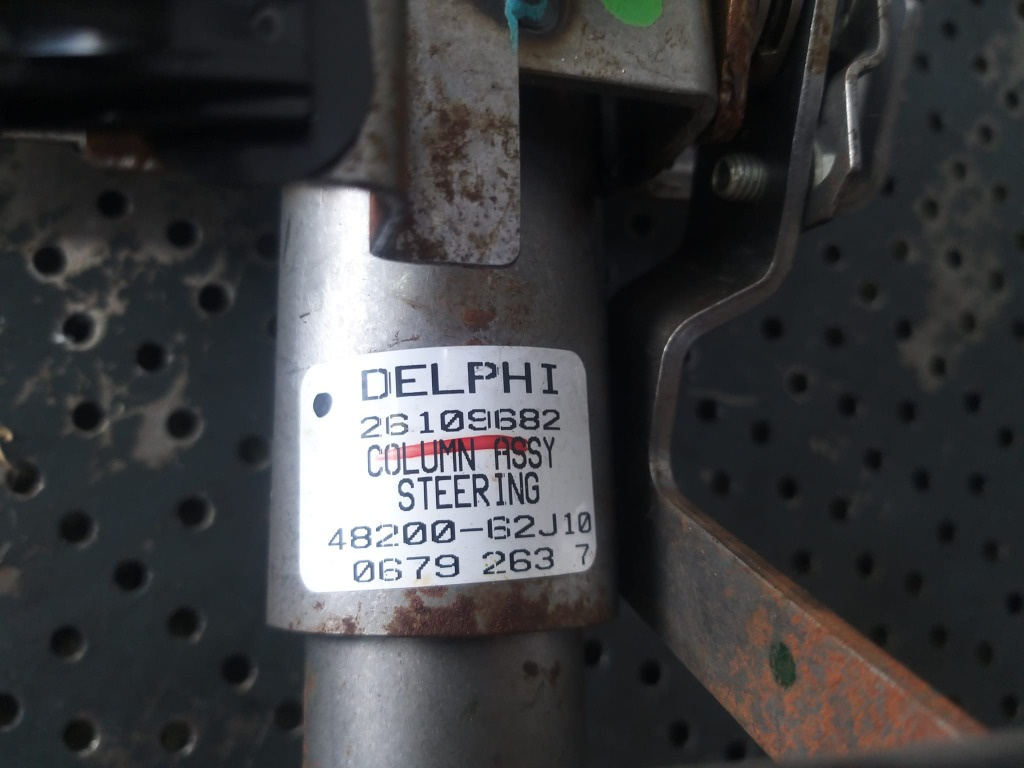 DELPHI
26109682
COLUMN ASSY
STEERING
48200-62J10
0679 263 7